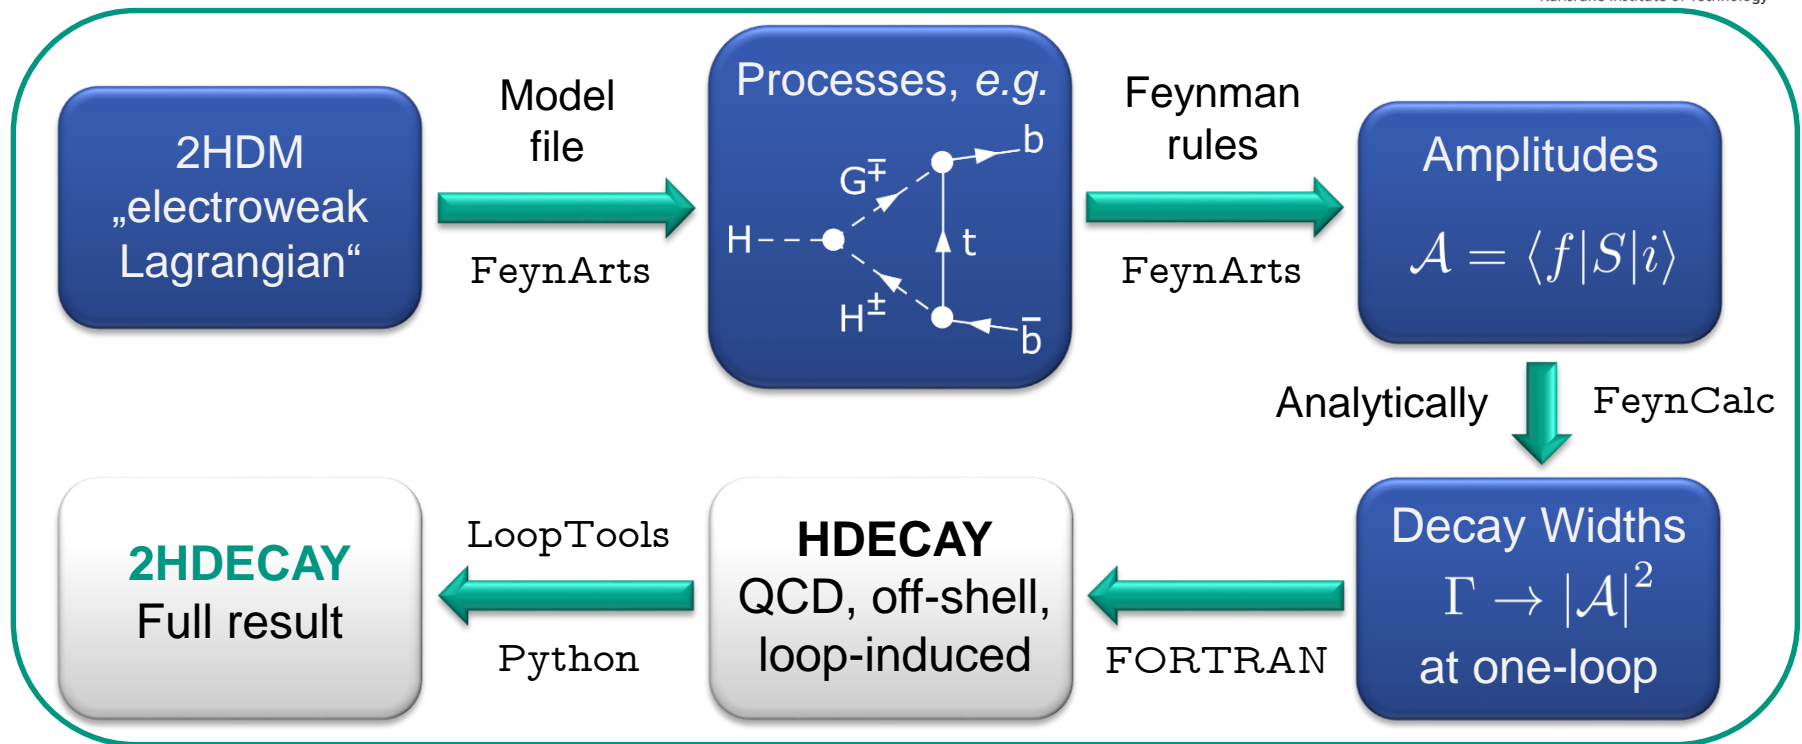 2HDM
„electroweak
Lagrangian“
Model
file
FeynArts
Processes, e.g.
H
G∓
H±
t
b
b̄
Feynman
rules
FeynArts
Amplitudes
𝒜 = ⟨f|S|i⟩
Analytically
FeynCalc
Decay Widths
Γ → |𝒜|²
at one-loop
FORTRAN
HDECAY
QCD, off-shell,
loop-induced
LoopTools
Python
2HDECAY
Full result